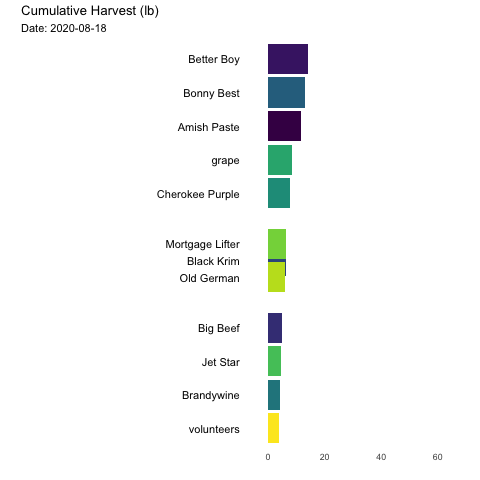 Cumulative Harvest (lb)
Date: 2020-08-18
Better Boy
Bonny Best
Amish Paste
grape
Cherokee Purple
Mortgage Lifter
Black Krim
Old German
Big Beef
Jet Star
Brandywine
volunteers
0 20 40 60